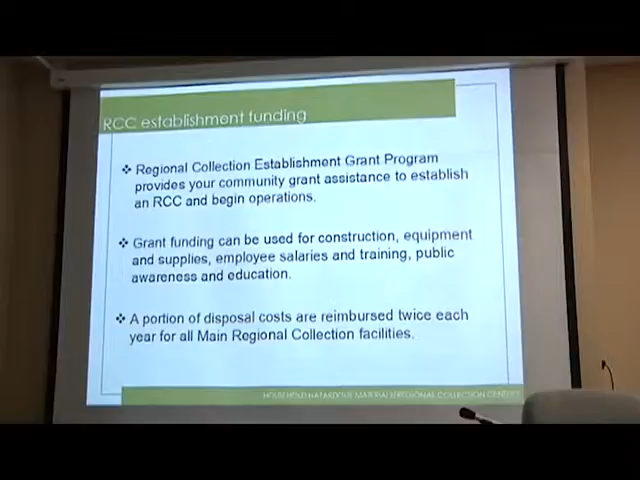 RCC establishment funding
❖ Regional Collection Establishment Grant Program
provides your community grant assistance to establish
an RCC and begin operations.
❖ Grant funding can be used for construction, equipment
and supplies, employee salaries and training, public
awareness and education.
❖ A portion of disposal costs are reimbursed twice each
year for all Main Regional Collection facilities.
HOUSEHOLD HAZARDOUS MATERIALS/REGIONAL COLLECTION CENTERS